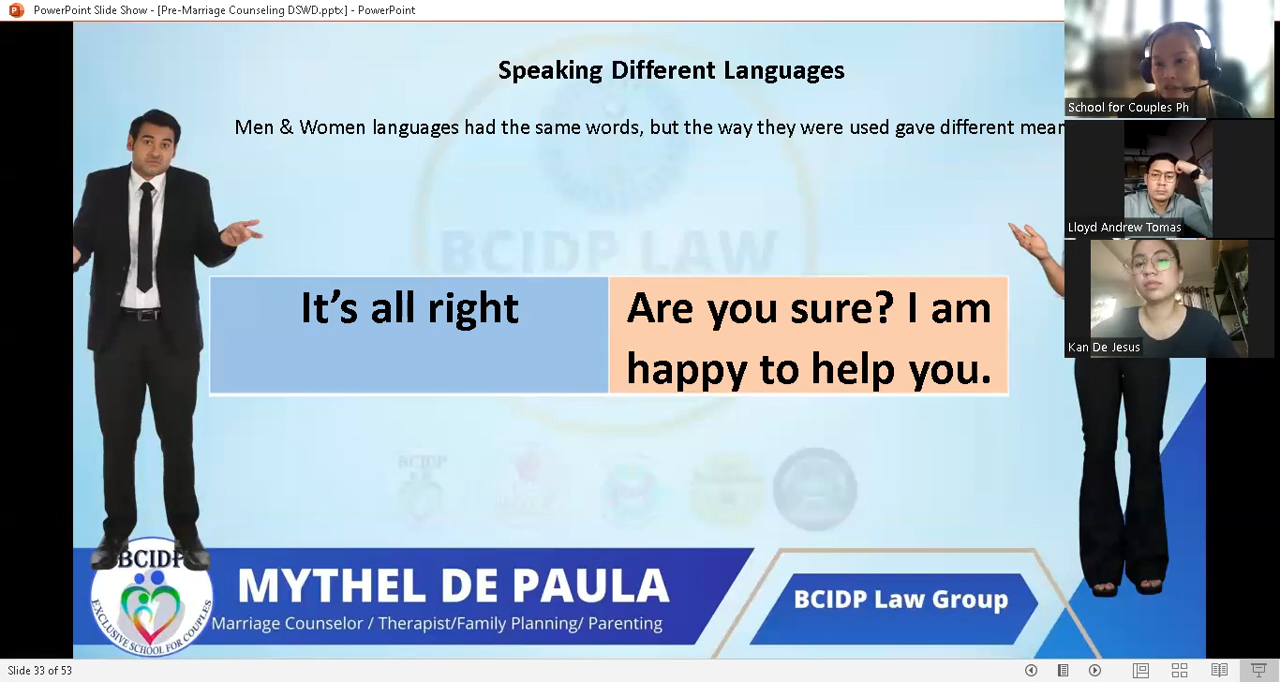 PowerPoint Slide Show - [Pre-Marriage Counseling DSWD.pptx] - PowerPoint
Speaking Different Languages
School for Couples Ph
Men & Women languages had the same words, but the way they were used gave different mean
Lloyd Andrew Tomas
BCIDP LAW
It's all right
Are you sure? I am
happy to help you.
Kan De Jesus
BCIDP
BCIDP
EXCLUSIVE SCHOOL FOR COUPLES
MYTHEL DE PAULA
Marriage Counselor / Therapist/Family Planning/ Parenting
BCIDP Law Group
Slide 33 of 53